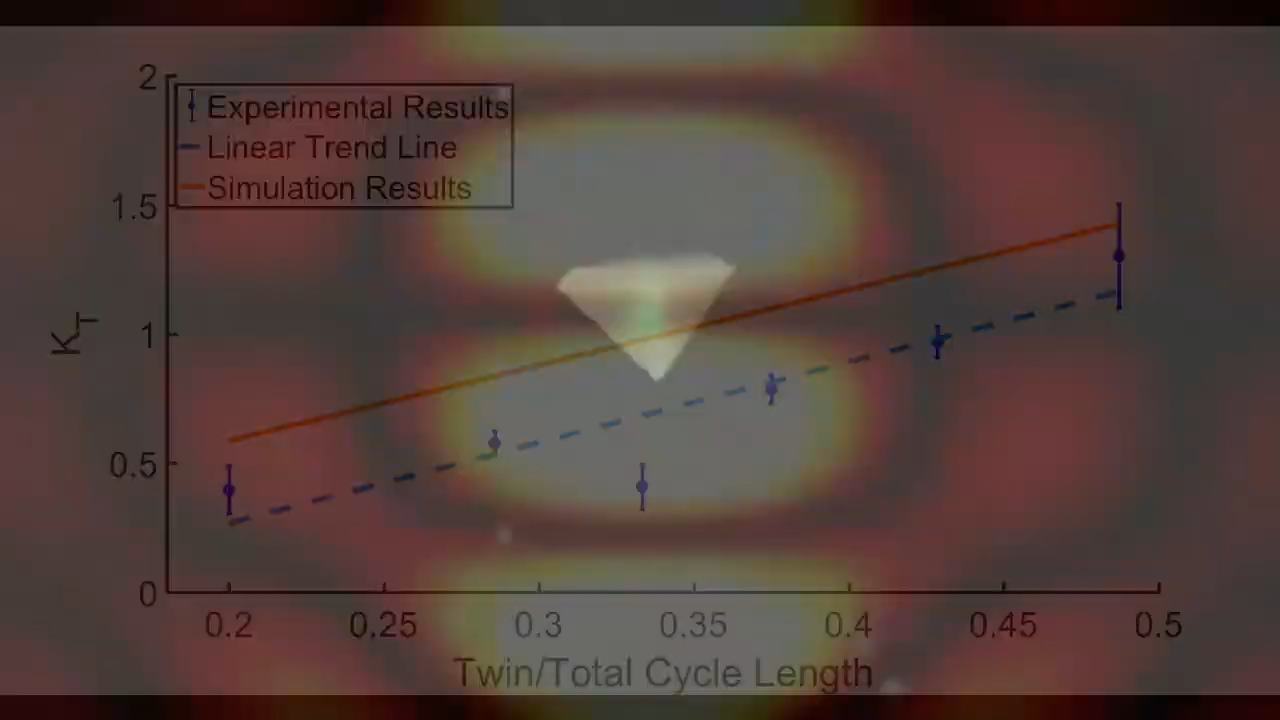 2
Experimental Results
Linear Trend Line
Simulation Results
1.5
1
K_T
0.5
0
0.2 0.25 0.3 0.35 0.4 0.45 0.5
Twin/Total Cycle Length